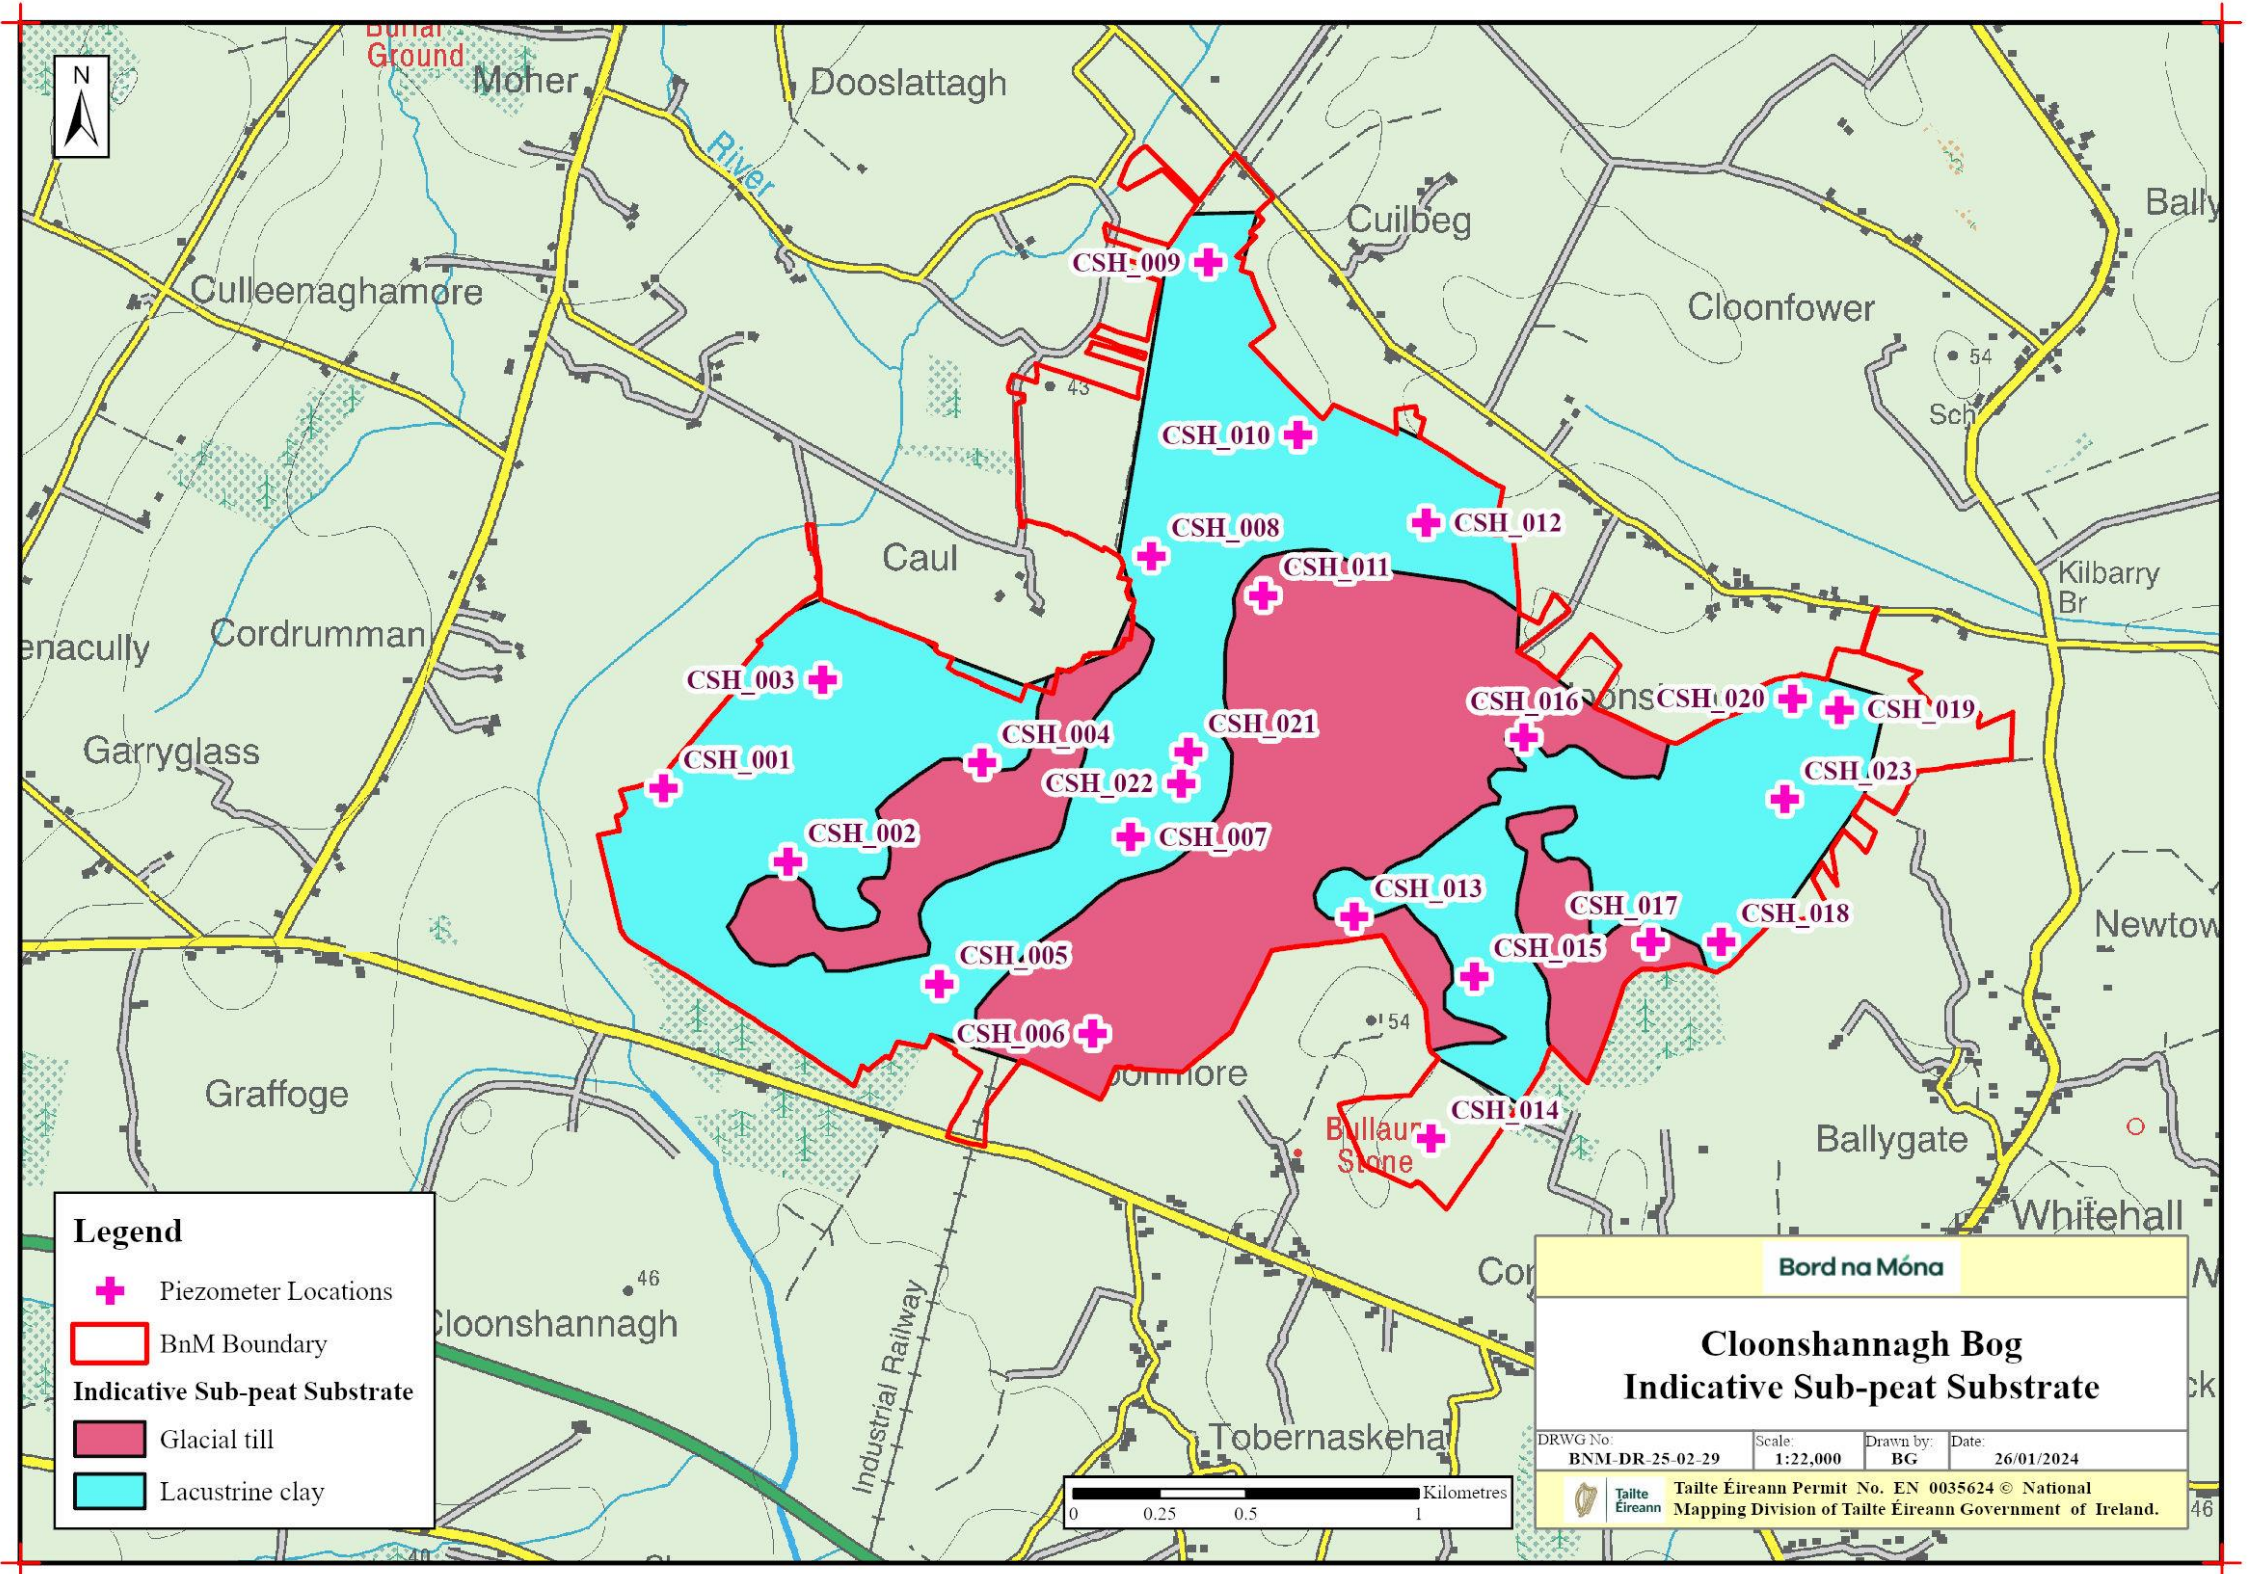 Burial
Ground
Moher
Dooslattagh
N
River
Bally
Cuilbeg
CSH_009
Culleenaghamore
Cloonfower
54
43
Sch
CSH_010
CSH_012
CSH_008
Caul
CSH_011
Kilbarry
Br
Cordrumman
enacully
CSH_003
CSH_016
oonsh
CSH_020
CSH_019
CSH_004
CSH_021
Garryglass
CSH_001
CSH_022
CSH_023
CSH_002
CSH_007
CSH_013
CSH_017
CSH_018
Newtow
CSH_005
CSH_015
54
CSH_006
onmore
Graffoge
CSH_014
Bullaun
Stone
Ballygate
Whitehall
46
Cloonshannagh
Industrial Railway
Cor
N
ck
Tobernaskeha
46
40
Legend
Piezometer Locations
BnM Boundary
Indicative Sub-peat Substrate
Glacial till
Lacustrine clay
Kilometres
0 0.25 0.5 1
Bord na Móna
Cloonshannagh Bog
Indicative Sub-peat Substrate
DRWG No: Scale: Drawn by: Date:
BNM-DR-25-02-29 1:22,000 BG 26/01/2024
Tailte
Éireann
Tailte Éireann Permit No. EN 0035624 © National
Mapping Division of Tailte Éireann Government of Ireland.